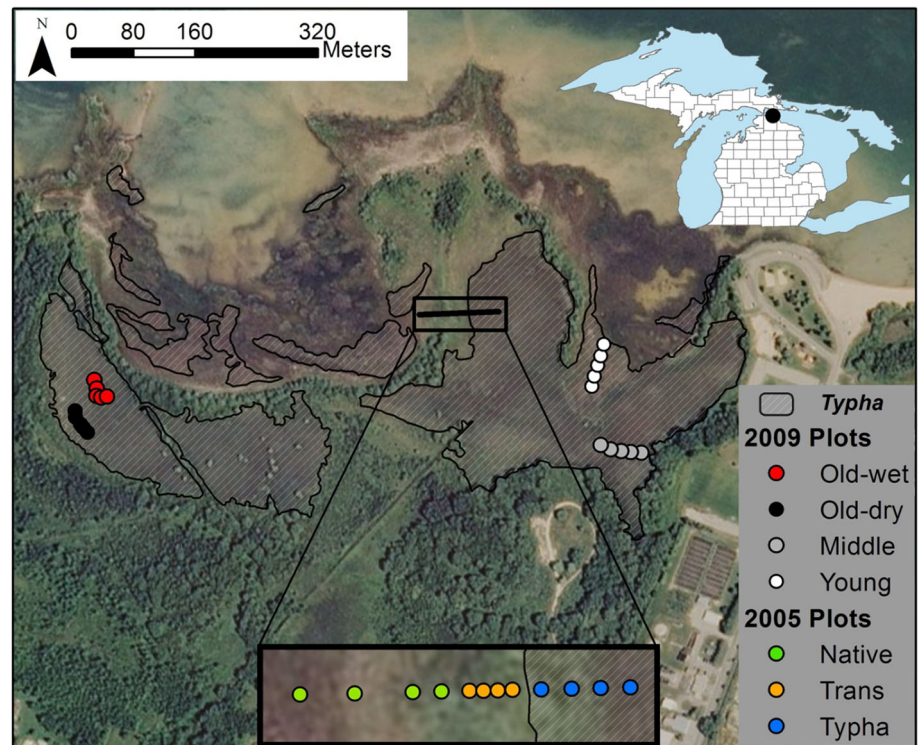 N
0 80 160 320
Meters
Typha
2009 Plots
Old-wet
Old-dry
Middle
Young
2005 Plots
Native
Trans
Typha